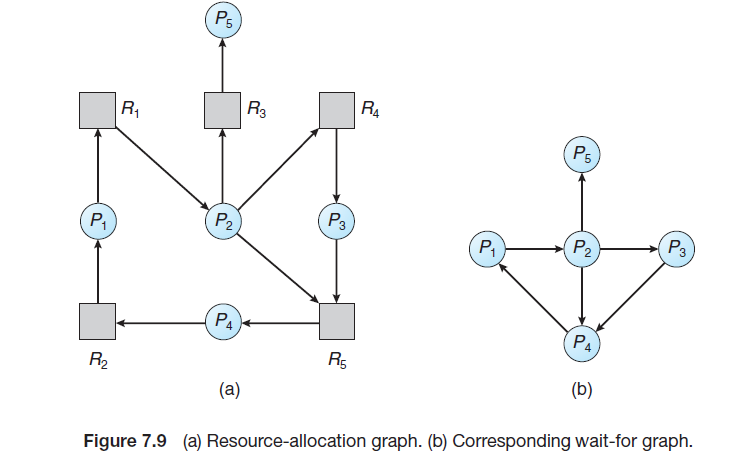 P5
R1
R3
R4
P1
P2
P3
P4
R2
R5
(a)
P5
P1
P2
P3
P4
(b)
Figure 7.9 (a) Resource-allocation graph. (b) Corresponding wait-for graph.